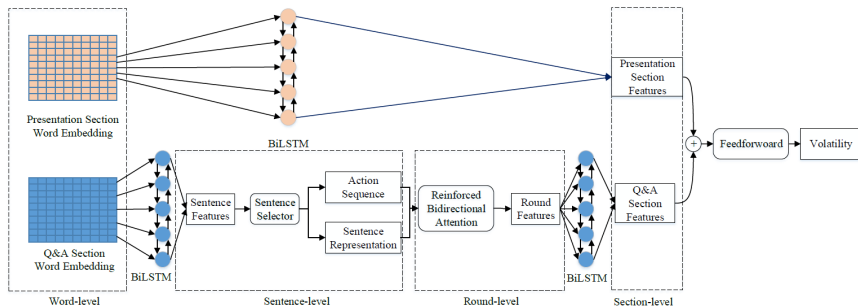 Presentation Section
Word Embedding
BiLSTM
Presentation
Section
Features
Feedforwoard
Volatility
+
Q&A Section
Word Embedding
BiLSTM
Sentence
Features
Sentence
Selector
Action
Sequence
Sentence
Representation
Reinforced
Bidirectional
Attention
Round
Features
BiLSTM
Q&A
Section
Features
Word-level
Sentence-level
Round-level
Section-level